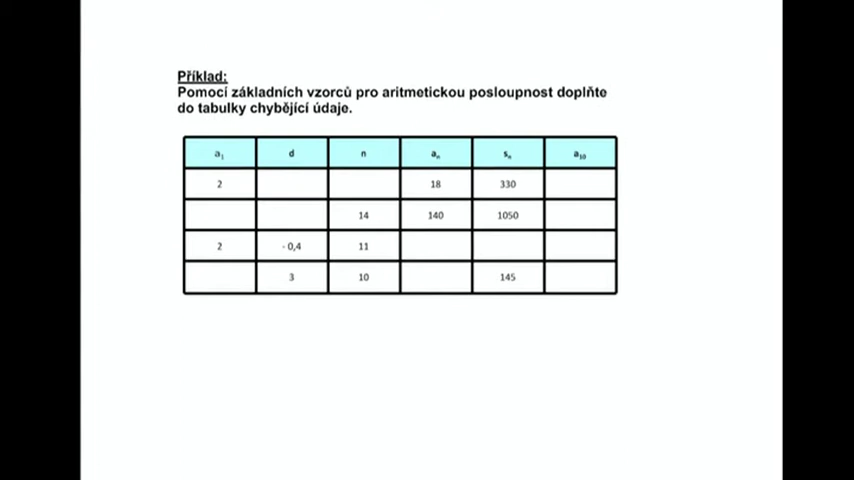 Příklad:
Pomocí základních vzorců pro aritmetickou posloupnost doplňte
do tabulky chybějící údaje.
a₁ d n aₙ sₙ a₁₀
2 18 330
14 140 1050
2 - 0,4 11
3 10 145